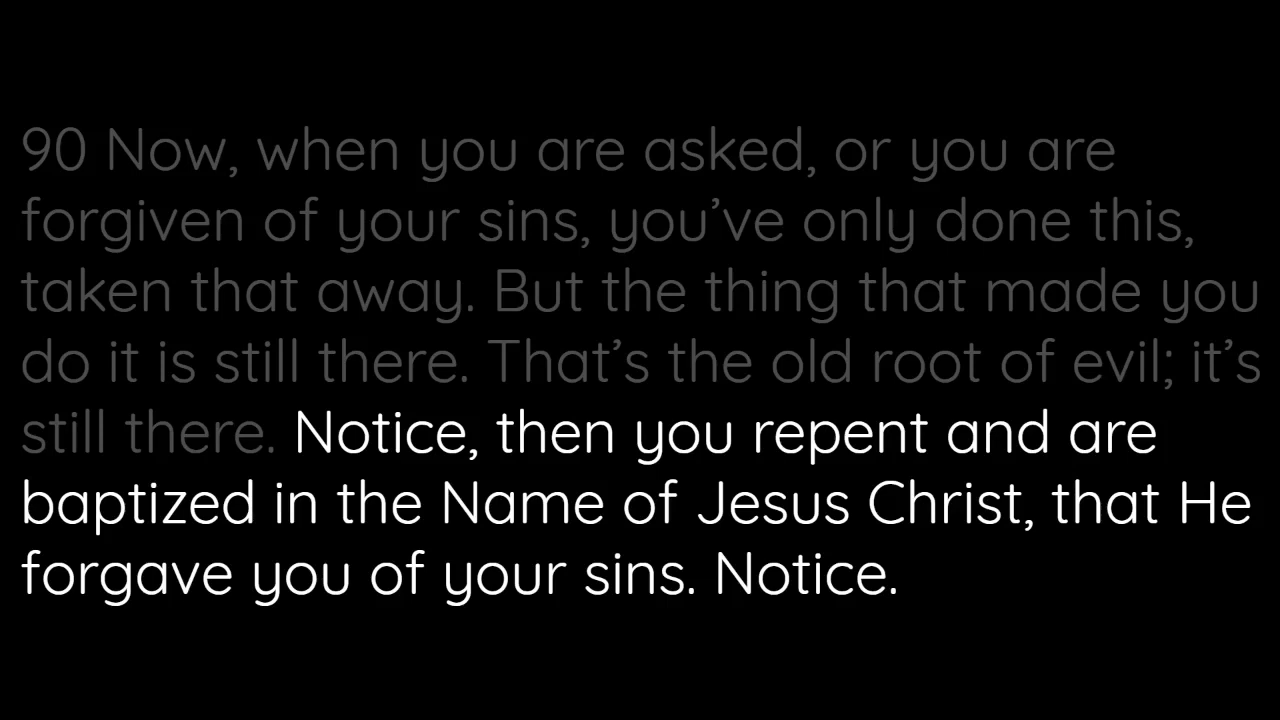 90 Now, when you are asked, or you are
forgiven of your sins, you’ve only done this,
taken that away. But the thing that made you
do it is still there. That’s the old root of evil; it’s
still there. Notice, then you repent and are
baptized in the Name of Jesus Christ, that He
forgave you of your sins. Notice.